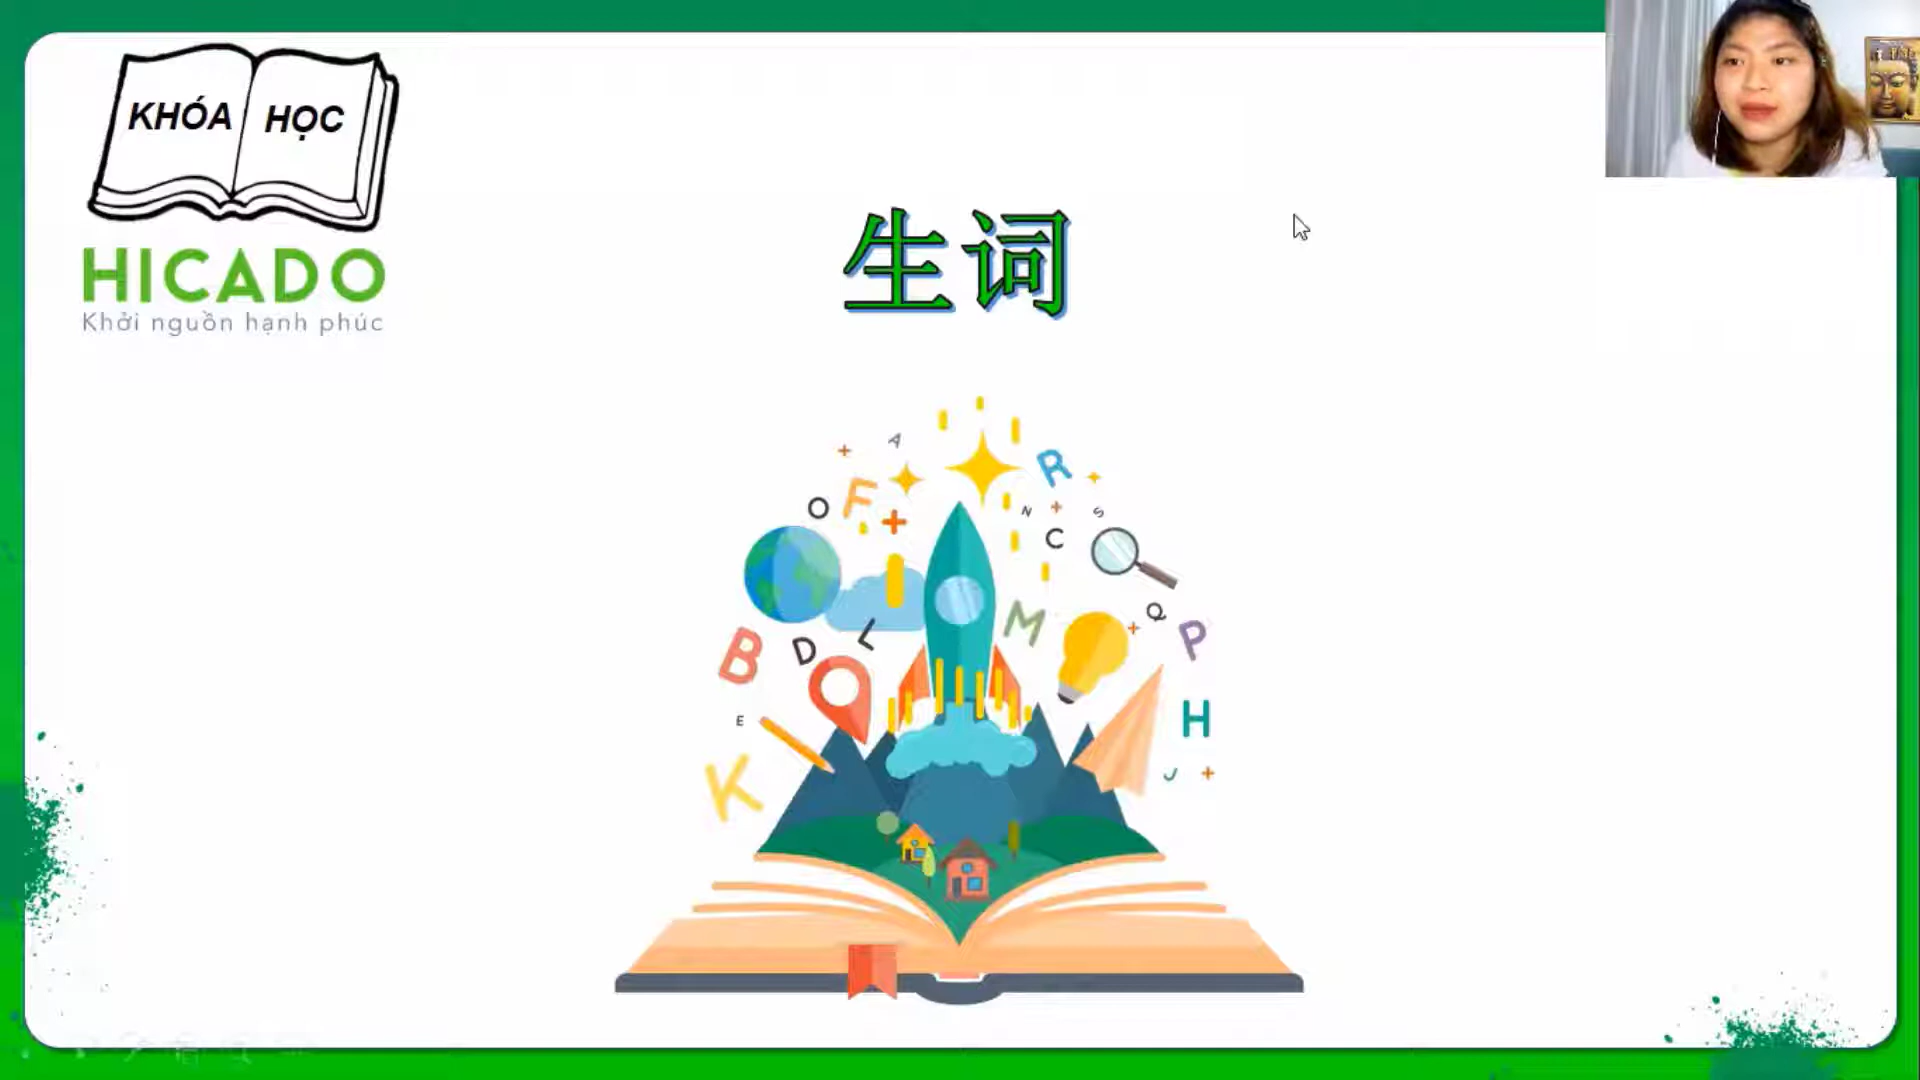 KHÓA HỌC
HICADO
Khởi nguồn hạnh phúc
生词
A
R
O F
N S
C
M
Q
P
B D L
E
H
K
J